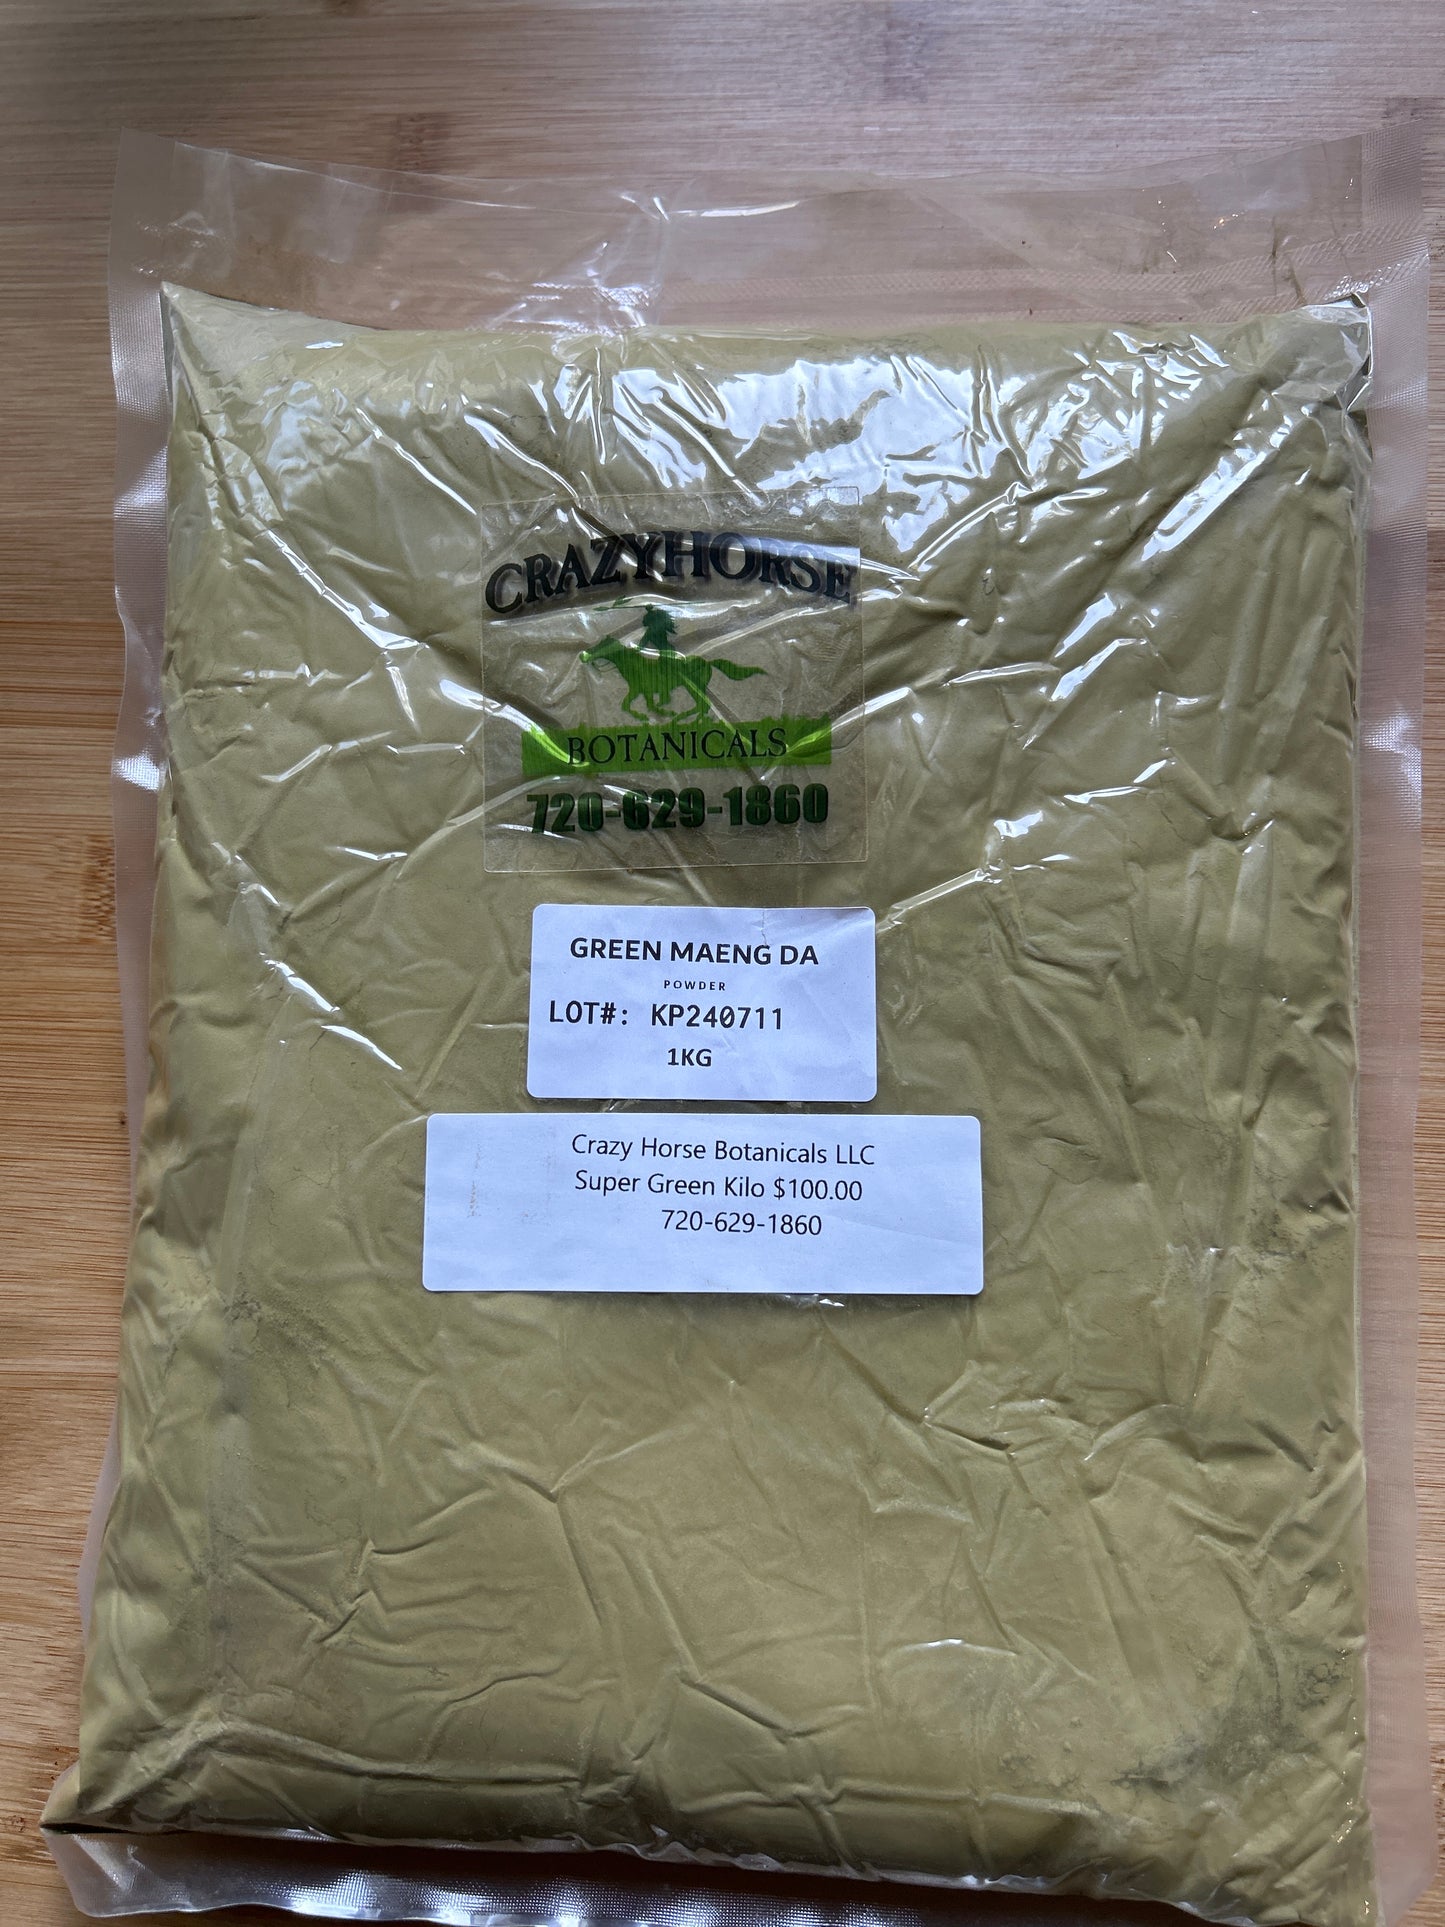 CRAZYHORSE
BOTANICALS
720-629-1860
GREEN MAENG DA
POWDER
LOT#: KP240711
1KG
Crazy Horse Botanicals LLC
Super Green Kilo $100.00
720-629-1860